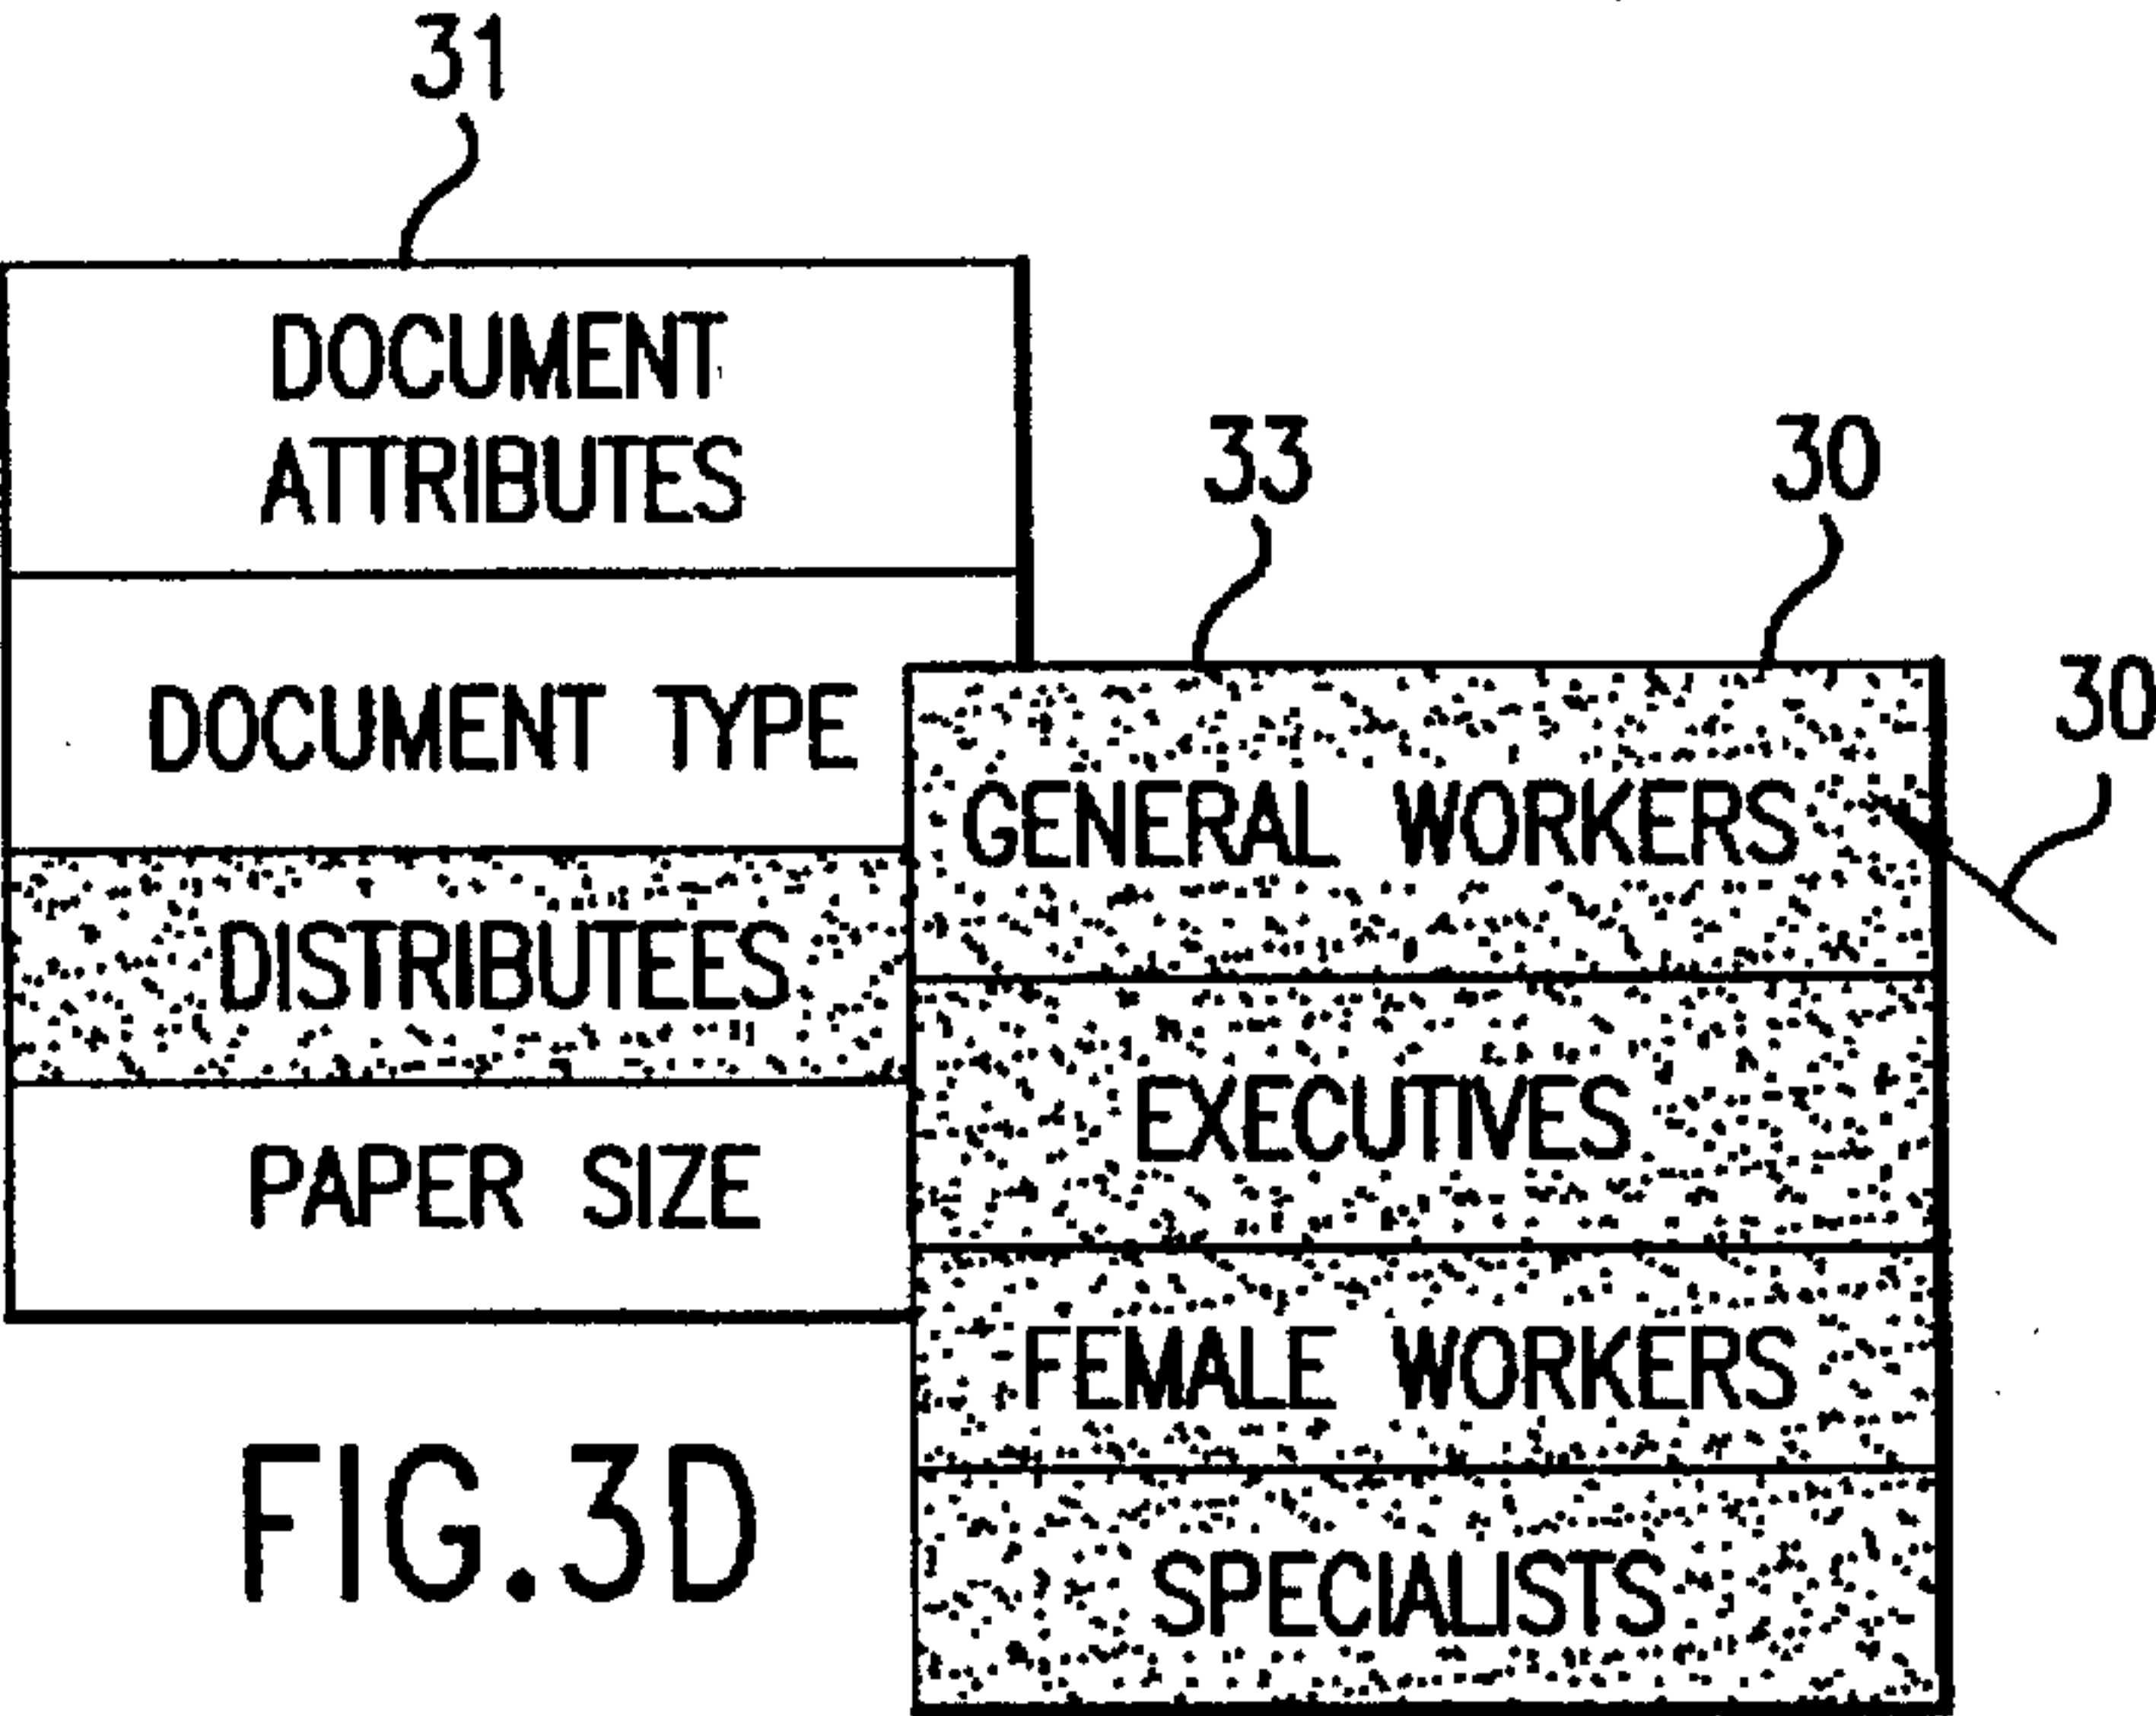 31
DOCUMENT
ATTRIBUTES
DOCUMENT TYPE
DISTRIBUTEES
PAPER SIZE
33
30
30
GENERAL WORKERS
EXECUTIVES
FEMALE WORKERS
SPECIALISTS
FIG.3D